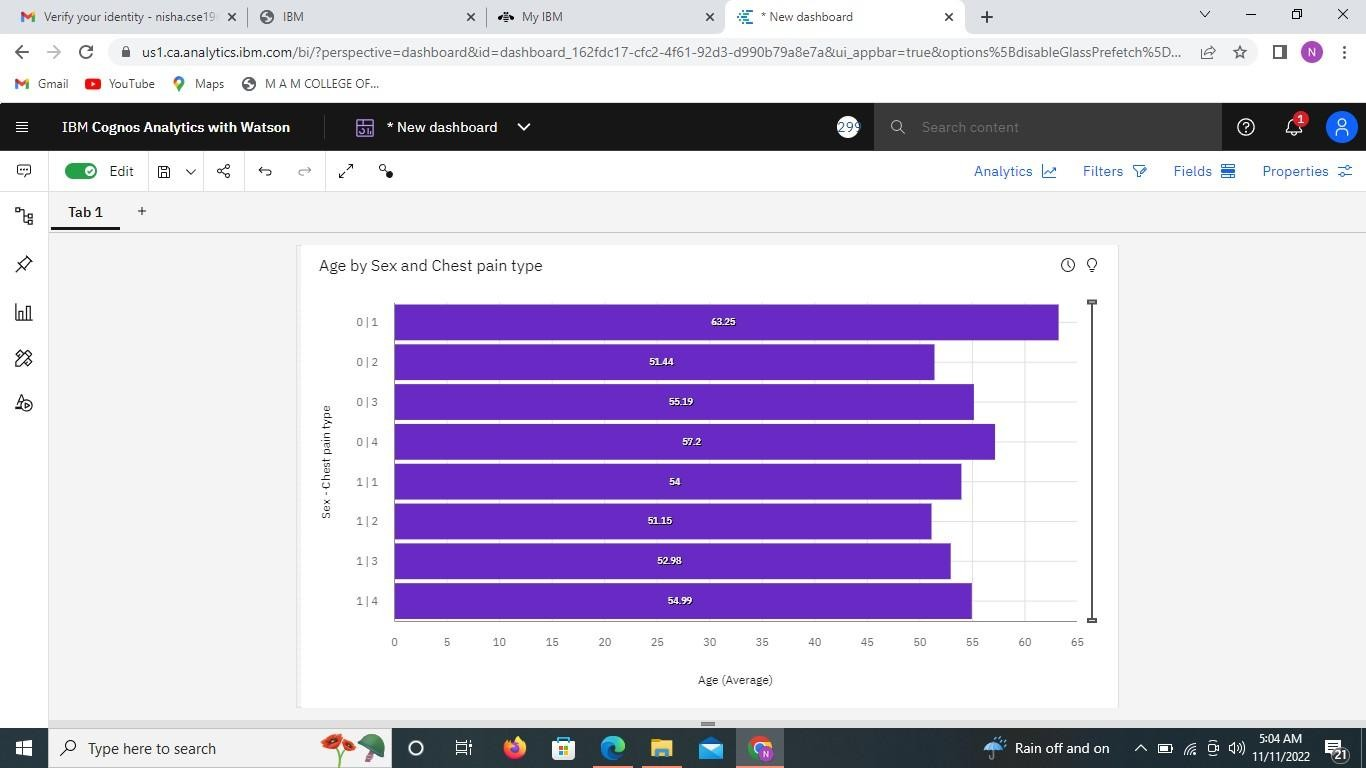 Verify your identity - nisha.cse19
IBM
My IBM
* New dashboard
us1.ca.analytics.ibm.com/bi/?perspective=dashboard&id=dashboard_162fdc17-cfc2-4f61-92d3-d990b79a8e7a&ui_appbar=true&options%5BdisableGlassPrefetch%5D...
N
Gmail
YouTube
Maps
M A M COLLEGE OF...
IBM Cognos Analytics with Watson
* New dashboard
299
Search content
1
Edit
Analytics
Filters
Fields
Properties
Tab 1
Age by Sex and Chest pain type
Sex - Chest pain type
0 | 1
63.25
0 | 2
51.44
0 | 3
55.19
0 | 4
57.2
1 | 1
54
1 | 2
51.15
1 | 3
52.98
1 | 4
54.99
0 5 10 15 20 25 30 35 40 45 50 55 60 65
Age (Average)
Type here to search
N
Rain off and on
5:04 AM
11/11/2022
21